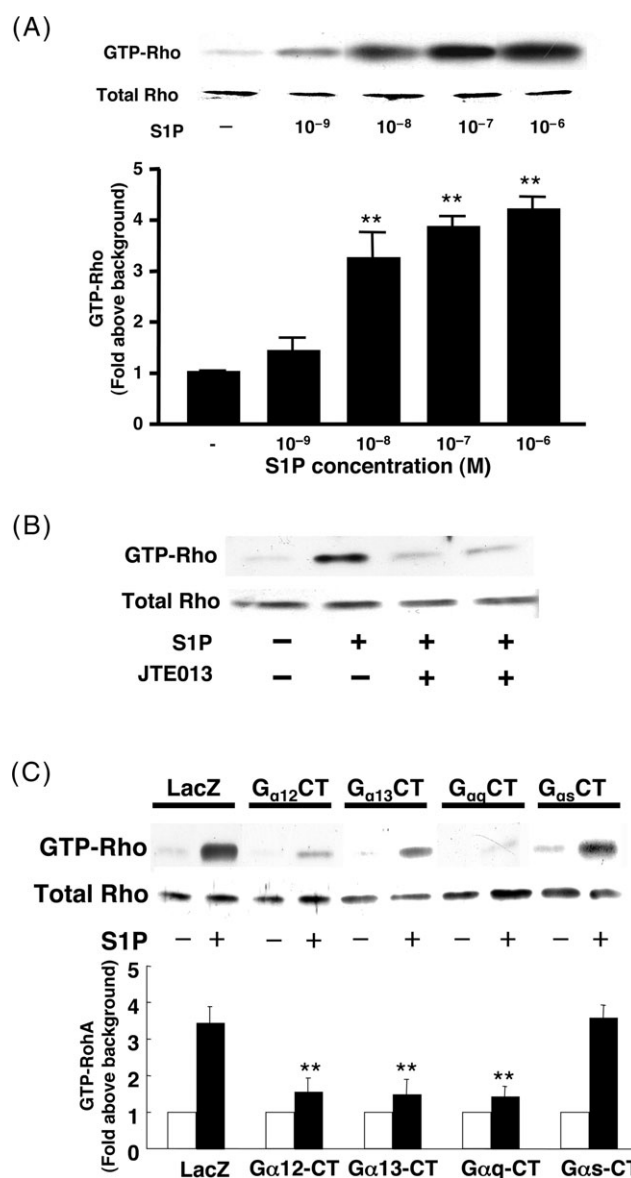 (A)
GTP-Rho
Total Rho
S1P – 10⁻⁹ 10⁻⁸ 10⁻⁷ 10⁻⁶
GTP-Rho
(Fold above background)
5
4
3
2
1
0
** ** **
- 10⁻⁹ 10⁻⁸ 10⁻⁷ 10⁻⁶
S1P concentration (M)
(B)
GTP-Rho
Total Rho
S1P – + + +
JTE013 – – + +
(C)
LacZ Gα12CT Gα13CT GαqCT GαsCT
GTP-Rho
Total Rho
S1P – + – + – + – + – +
GTP-RohA
(Fold above background)
5
4
3
2
1
0
** ** **
LacZ Gα12-CT Gα13-CT Gαq-CT Gαs-CT